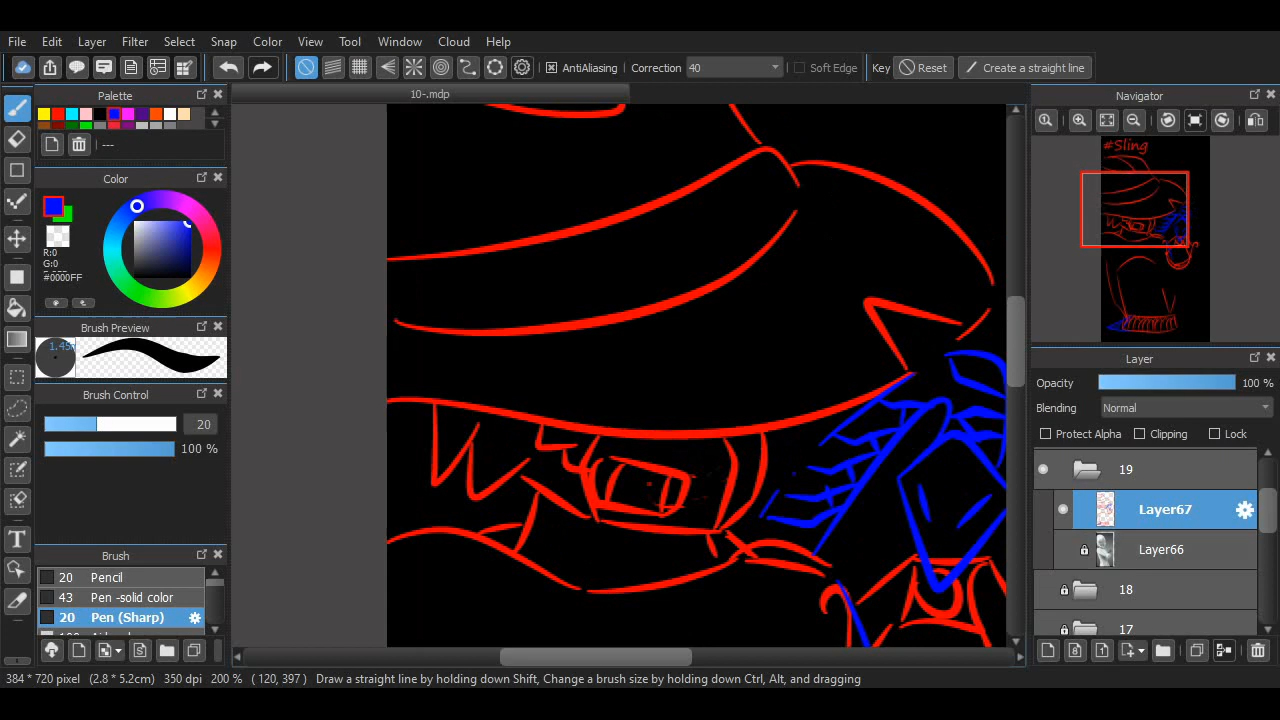 File Edit Layer Filter Select Snap Color View Tool Window Cloud Help
AntiAliasing Correction 40 Soft Edge Key Reset Create a straight line
Palette
10-.mdp
Navigator
---
#Sling
Color
R:0
G:0
#0000FF
Brush Preview
Layer
Opacity 100 %
Brush Control
Blending Normal
20
Protect Alpha Clipping Lock
100 %
19
Layer67
Brush
Layer66
20 Pencil
43 Pen -solid color
18
20 Pen (Sharp)
17
384 * 720 pixel (2.8 * 5.2cm) 350 dpi 200 % ( 120, 397 ) Draw a straight line by holding down Shift, Change a brush size by holding down Ctrl, Alt, and dragging